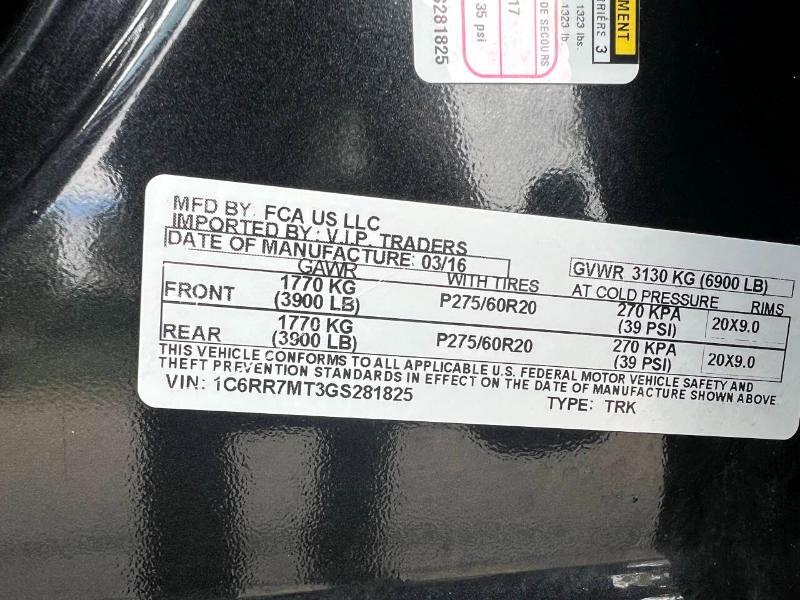 MENT
ARRIÈRE 3
1323 lbs.
1323 lb.
DE SECOURS
17
35 psi
S281825
MFD BY: FCA US LLC
IMPORTED BY: V.I.P. TRADERS
DATE OF MANUFACTURE: 03/16
GVWR 3130 KG (6900 LB)
GAWR WITH TIRES AT COLD PRESSURE RIMS
FRONT 1770 KG (3900 LB) P275/60R20 270 KPA (39 PSI) 20X9.0
REAR 1770 KG (3900 LB) P275/60R20 270 KPA (39 PSI) 20X9.0
THIS VEHICLE CONFORMS TO ALL APPLICABLE U.S. FEDERAL MOTOR VEHICLE SAFETY AND
THEFT PREVENTION STANDARDS IN EFFECT ON THE DATE OF MANUFACTURE SHOWN ABOVE
VIN: 1C6RR7MT3GS281825 TYPE: TRK